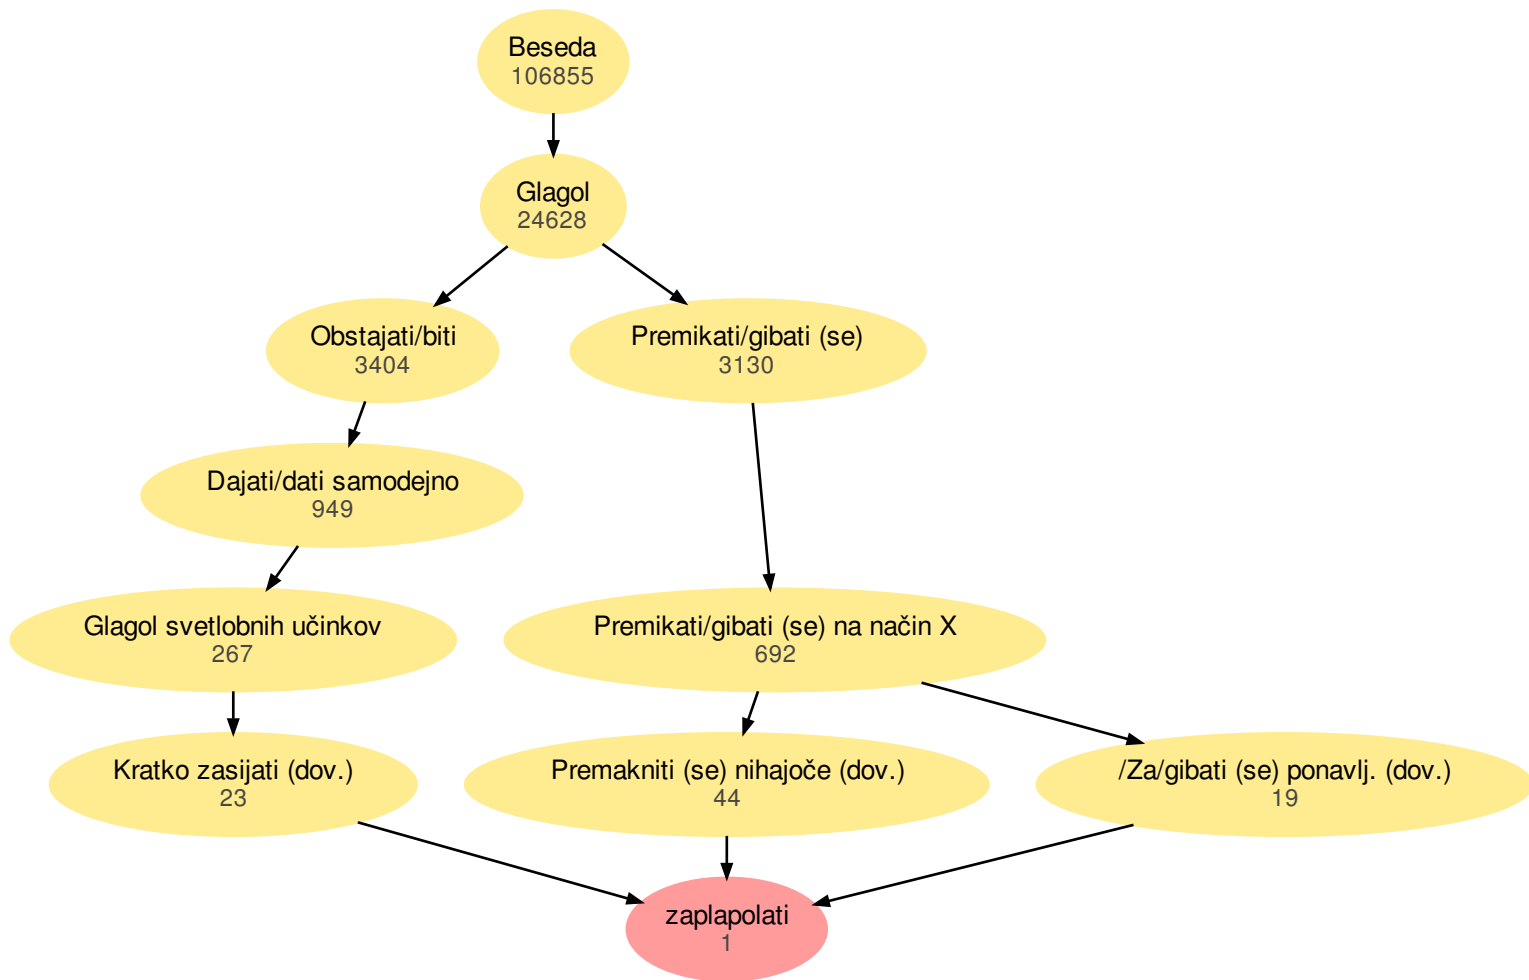 Beseda
106855
Glagol
24628
Obstajati/biti
3404
Premikati/gibati (se)
3130
Dajati/dati samodejno
949
Glagol svetlobnih učinkov
267
Premikati/gibati (se) na način X
692
Kratko zasijati (dov.)
23
Premakniti (se) nihajoče (dov.)
44
/Za/gibati (se) ponavlj. (dov.)
19
zaplapolati
1